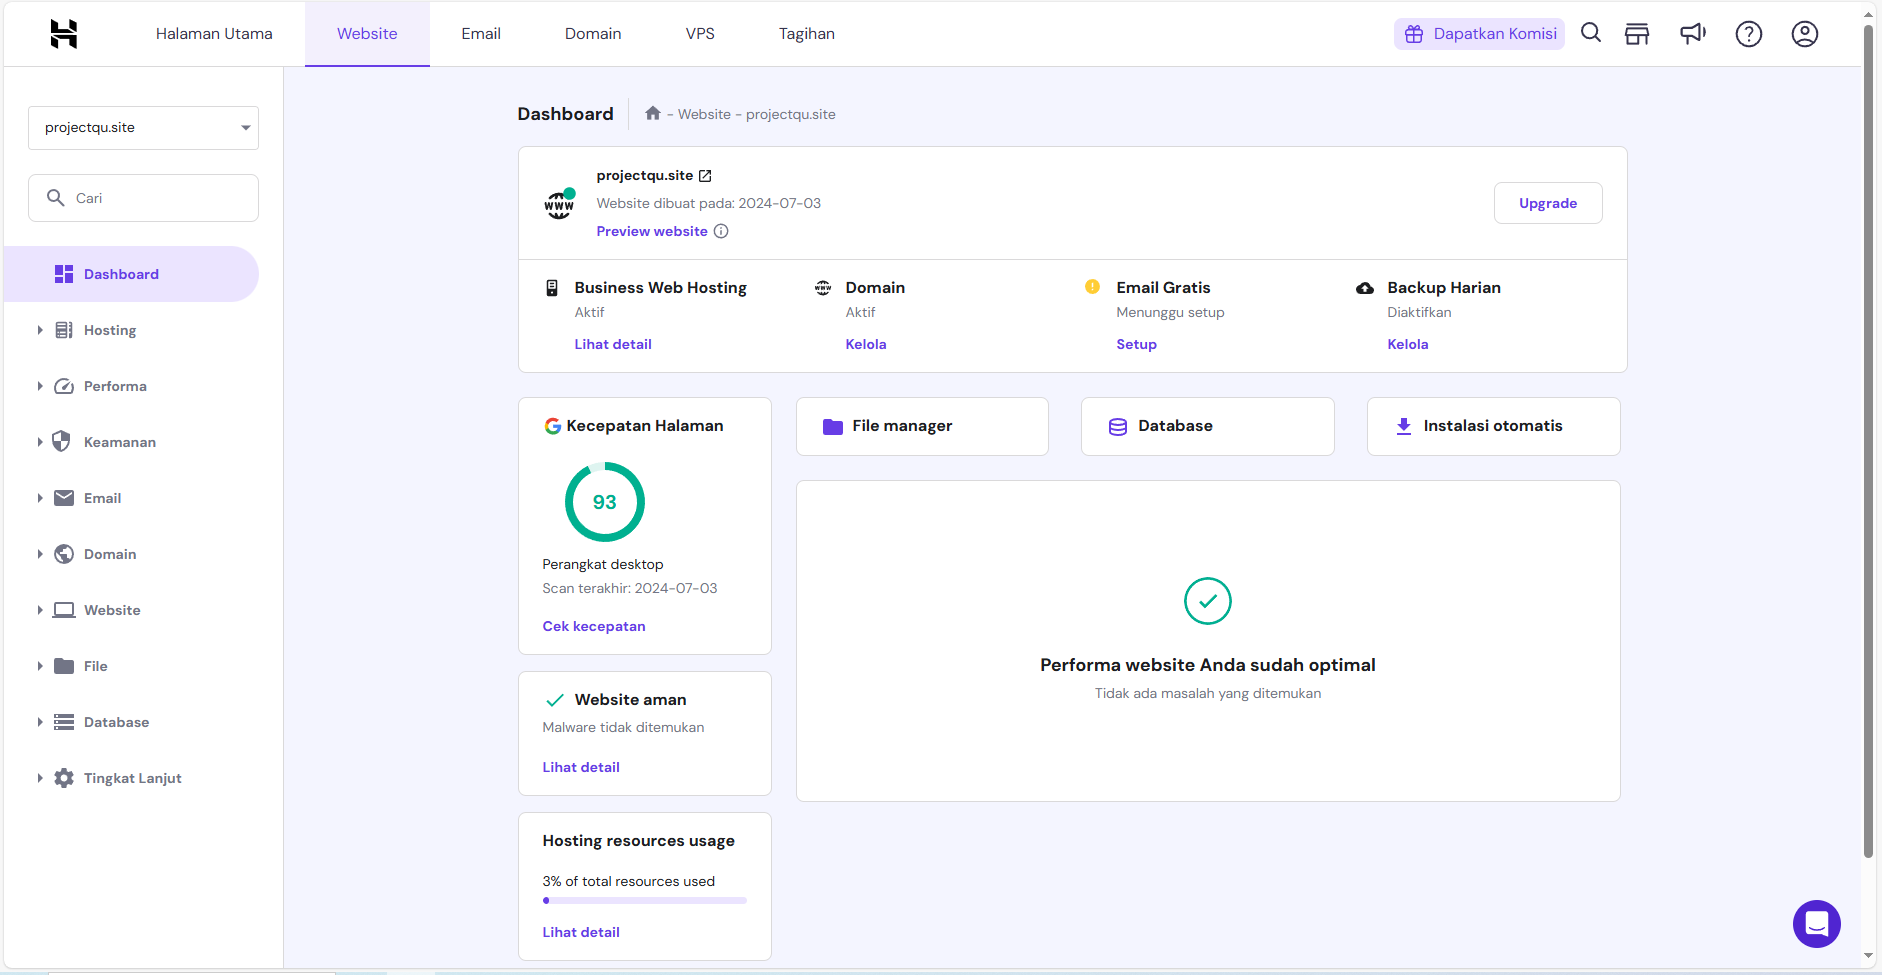 Halaman Utama
Website
Email
Domain
VPS
Tagihan
Dapatkan Komisi
projectqu.site
Cari
Dashboard
Hosting
Performa
Keamanan
Email
Domain
Website
File
Database
Tingkat Lanjut
Dashboard
- Website - projectqu.site
projectqu.site
Website dibuat pada: 2024-07-03
Preview website
Upgrade
Business Web Hosting
Aktif
Lihat detail
Domain
Aktif
Kelola
Email Gratis
Menunggu setup
Setup
Backup Harian
Diaktifkan
Kelola
Kecepatan Halaman
93
Perangkat desktop
Scan terakhir: 2024-07-03
Cek kecepatan
File manager
Database
Instalasi otomatis
Performa website Anda sudah optimal
Tidak ada masalah yang ditemukan
Website aman
Malware tidak ditemukan
Lihat detail
Hosting resources usage
3% of total resources used
Lihat detail